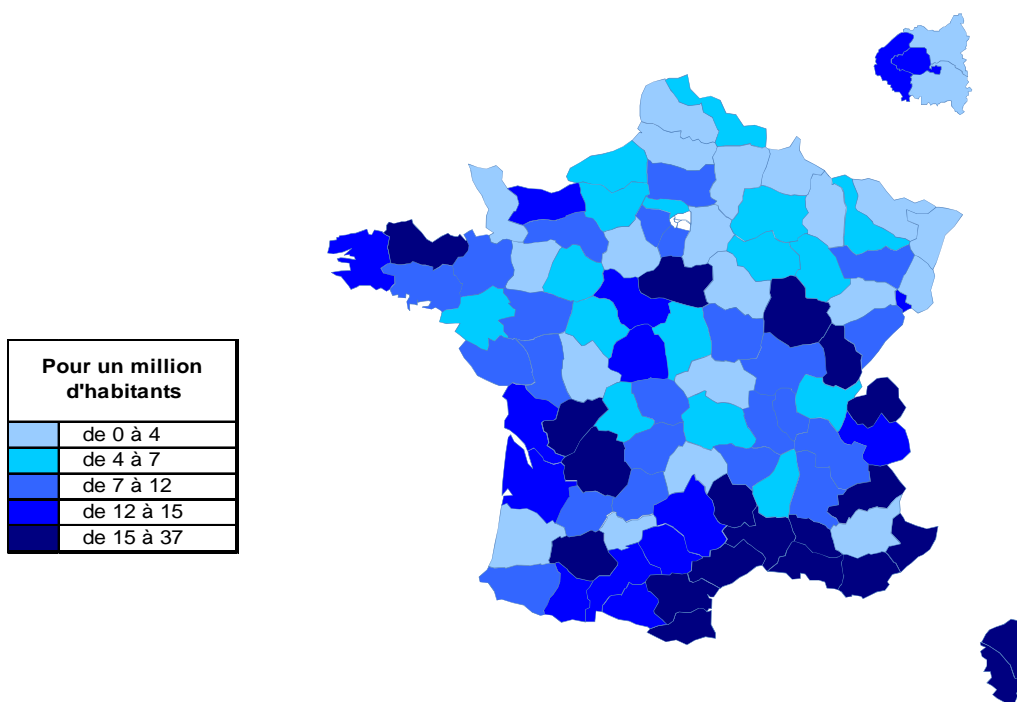 Pour un million
d'habitants
de 0 à 4
de 4 à 7
de 7 à 12
de 12 à 15
de 15 à 37